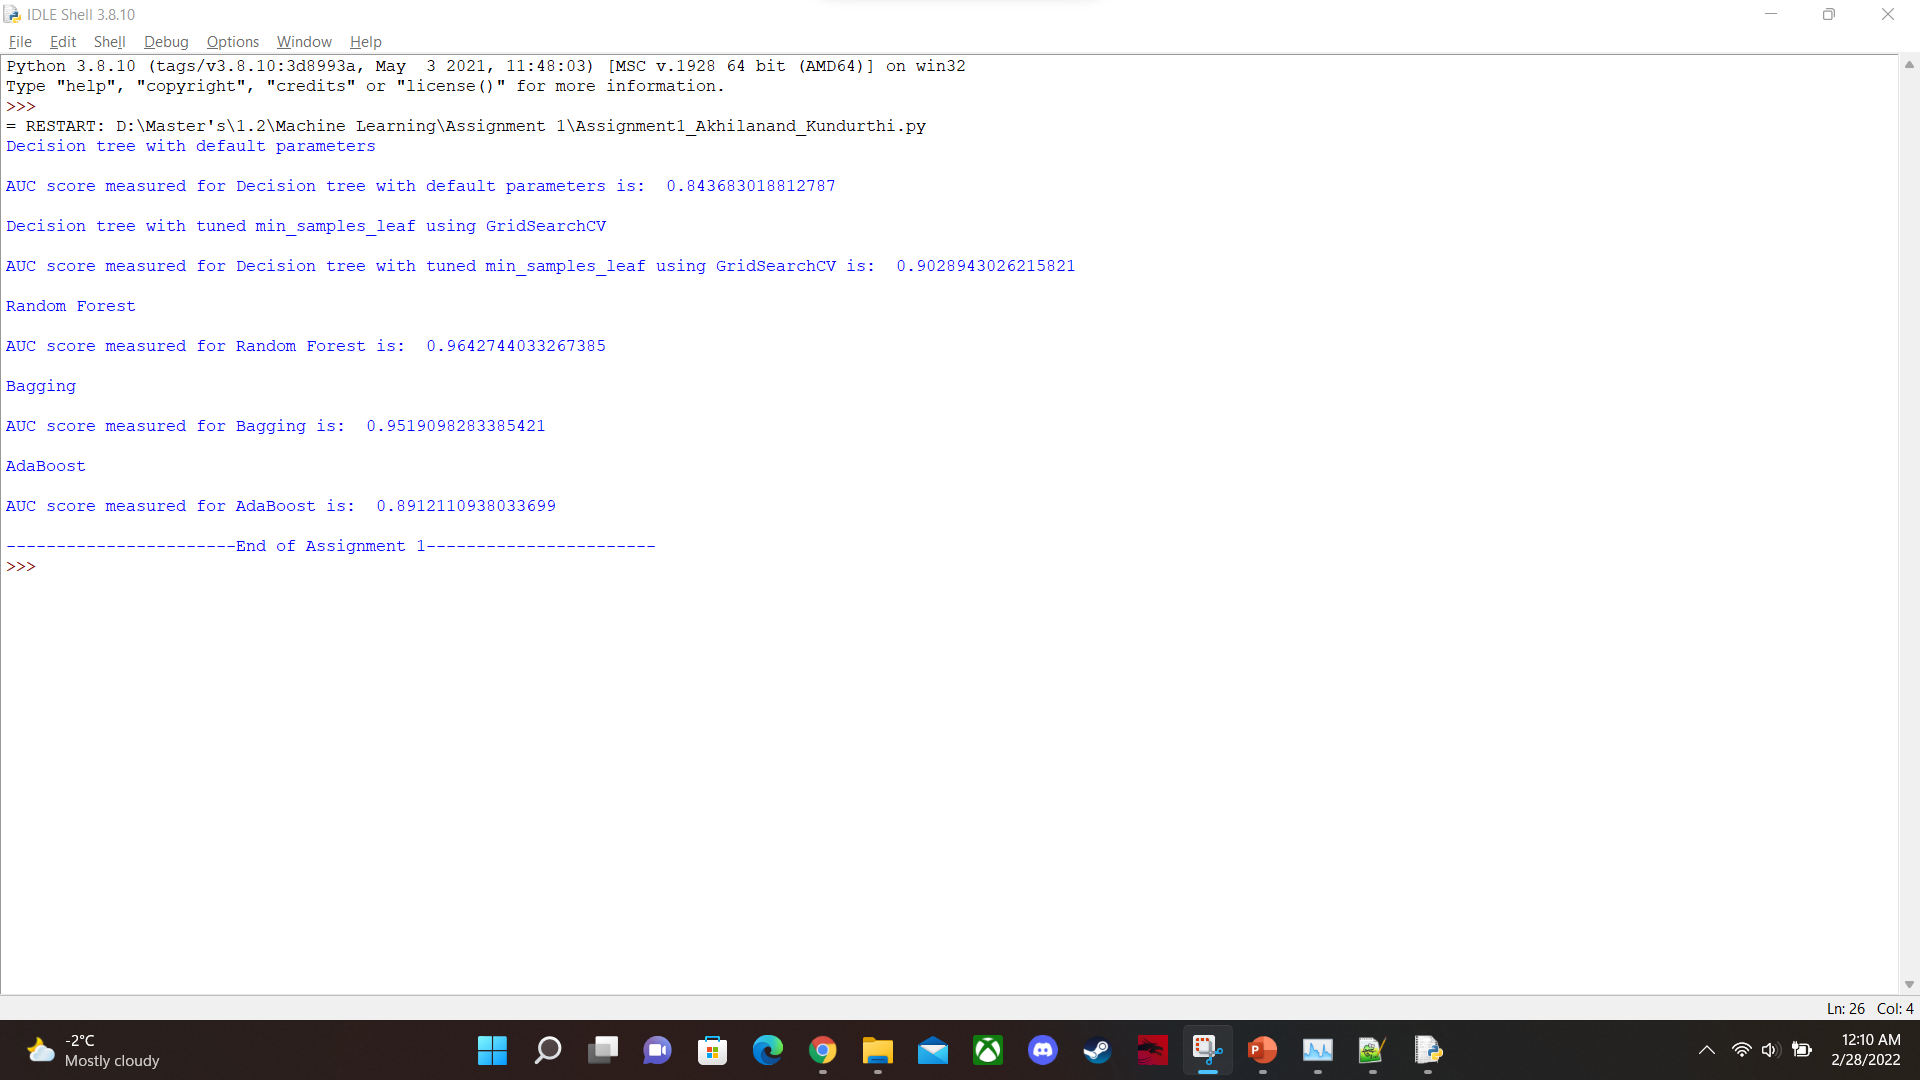 IDLE Shell 3.8.10
File Edit Shell Debug Options Window Help
Python 3.8.10 (tags/v3.8.10:3d8993a, May  3 2021, 11:48:03) [MSC v.1928 64 bit (AMD64)] on win32
Type "help", "copyright", "credits" or "license()" for more information.
>>>
= RESTART: D:\Master's\1.2\Machine Learning\Assignment 1\Assignment1_Akhilanand_Kundurthi.py
Decision tree with default parameters
AUC score measured for Decision tree with default parameters is:  0.843683018812787
Decision tree with tuned min_samples_leaf using GridSearchCV
AUC score measured for Decision tree with tuned min_samples_leaf using GridSearchCV is:  0.9028943026215821
Random Forest
AUC score measured for Random Forest is:  0.9642744033267385
Bagging
AUC score measured for Bagging is:  0.9519098283385421
AdaBoost
AUC score measured for AdaBoost is:  0.8912110938033699
-----------------------End of Assignment 1-----------------------
>>>
Ln: 26 Col: 4
-2°C
Mostly cloudy
12:10 AM
2/28/2022